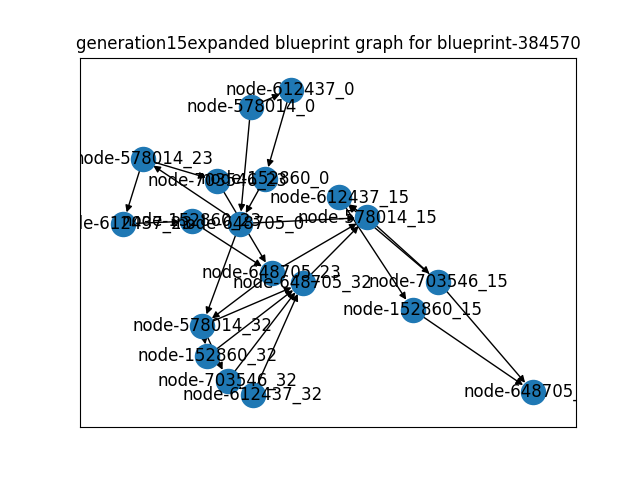 generation15expanded blueprint graph for blueprint-384570
node-612437_0
node-578014_0
node-578014_23
node-703546_23
node-152860_0
node-612437_15
node-578014_15
node-152860_23
node-648705_0
node-648705_23
node-648705_32
node-703546_15
node-152860_15
node-578014_32
node-152860_32
node-703546_32
node-612437_32
node-648705_